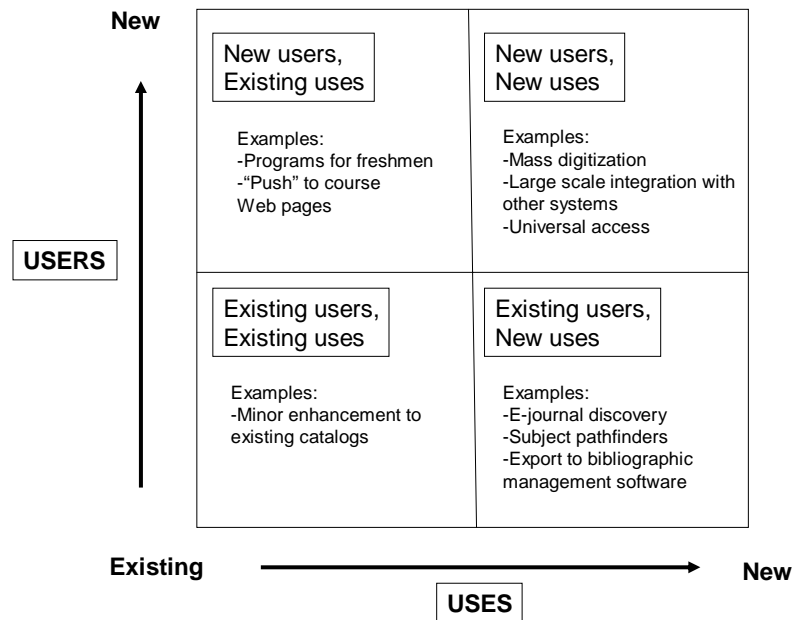 New
New users,
Existing uses
Examples:
-Programs for freshmen
-“Push” to course
Web pages
New users,
New uses
Examples:
-Mass digitization
-Large scale integration with
other systems
-Universal access
USERS
Existing users,
Existing uses
Examples:
-Minor enhancement to
existing catalogs
Existing users,
New uses
Examples:
-E-journal discovery
-Subject pathfinders
-Export to bibliographic
management software
Existing
New
USES